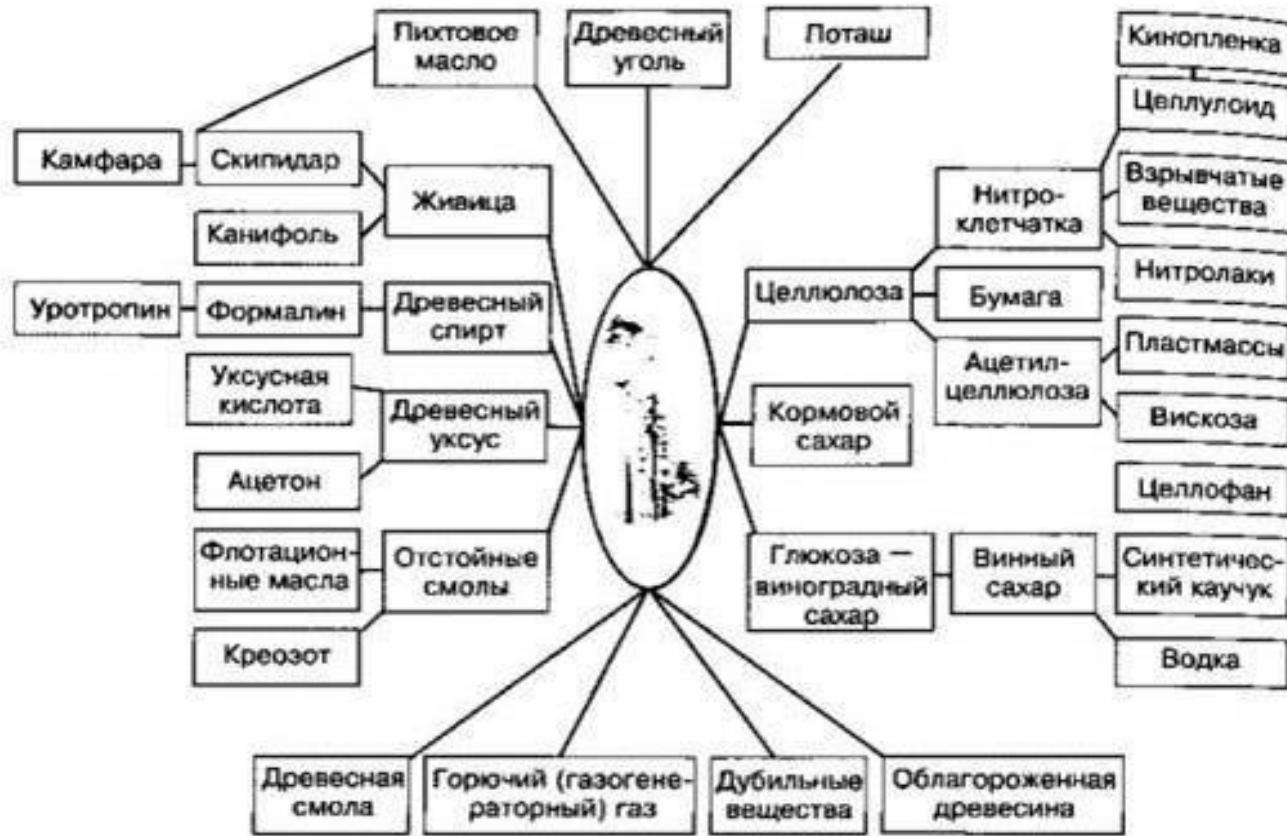 Пихтовое
масло
Древесный
уголь
Поташ
Кинопленка
Целлулоид
Камфара
Скипидар
Живица
Канифоль
Нитро-
клетчатка
Взрывчатые
вещества
Нитролаки
Уротропин
Формалин
Древесный
спирт
Целлюлоза
Бумага
Ацетил-
целлюлоза
Пластмассы
Вискоза
Уксусная
кислота
Древесный
уксус
Ацетон
Кормовой
сахар
Целлофан
Флотацион-
ные масла
Отстойные
смолы
Креозот
Глюкоза —
виноградный
сахар
Винный
сахар
Синтетичес-
кий каучук
Водка
Древесная
смола
Горючий (газогене-
раторный) газ
Дубильные
вещества
Облагороженная
древесина